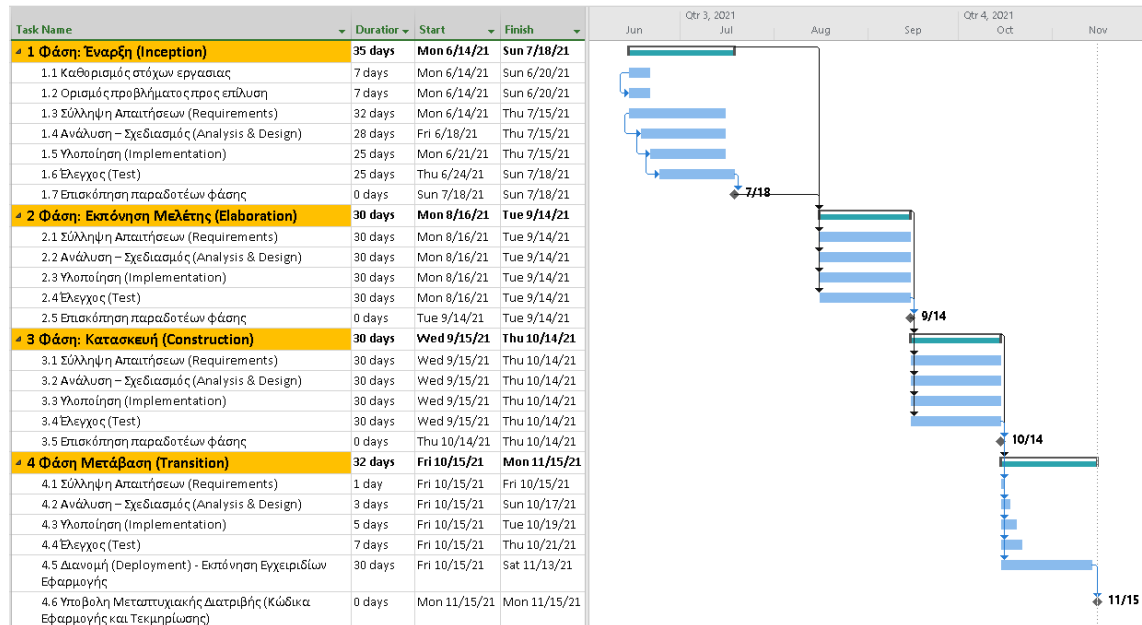 Qtr 3, 2021 Qtr 4, 2021
Task Name Duration Start Finish Jun Jul Aug Sep Oct Nov
1 Φάση: Έναρξη (Inception) 35 days Mon 6/14/21 Sun 7/18/21
1.1 Καθορισμός στόχων εργασιας 7 days Mon 6/14/21 Sun 6/20/21
1.2 Ορισμός προβλήματος προς επίλυση 7 days Mon 6/14/21 Sun 6/20/21
1.3 Σύλληψη Απαιτήσεων (Requirements) 32 days Mon 6/14/21 Thu 7/15/21
1.4 Ανάλυση – Σχεδιασμός (Analysis & Design) 28 days Fri 6/18/21 Thu 7/15/21
1.5 Υλοποίηση (Implementation) 25 days Mon 6/21/21 Thu 7/15/21
1.6 Έλεγχος (Test) 25 days Thu 6/24/21 Sun 7/18/21
1.7 Επισκόπηση παραδοτέων φάσης 0 days Sun 7/18/21 Sun 7/18/21 7/18
2 Φάση: Εκπόνηση Μελέτης (Elaboration) 30 days Mon 8/16/21 Tue 9/14/21
2.1 Σύλληψη Απαιτήσεων (Requirements) 30 days Mon 8/16/21 Tue 9/14/21
2.2 Ανάλυση – Σχεδιασμός (Analysis & Design) 30 days Mon 8/16/21 Tue 9/14/21
2.3 Υλοποίηση (Implementation) 30 days Mon 8/16/21 Tue 9/14/21
2.4 Έλεγχος (Test) 30 days Mon 8/16/21 Tue 9/14/21
2.5 Επισκόπηση παραδοτέων φάσης 0 days Tue 9/14/21 Tue 9/14/21 9/14
3 Φάση: Κατασκευή (Construction) 30 days Wed 9/15/21 Thu 10/14/21
3.1 Σύλληψη Απαιτήσεων (Requirements) 30 days Wed 9/15/21 Thu 10/14/21
3.2 Ανάλυση – Σχεδιασμός (Analysis & Design) 30 days Wed 9/15/21 Thu 10/14/21
3.3 Υλοποίηση (Implementation) 30 days Wed 9/15/21 Thu 10/14/21
3.4 Έλεγχος (Test) 30 days Wed 9/15/21 Thu 10/14/21
3.5 Επισκόπηση παραδοτέων φάσης 0 days Thu 10/14/21 Thu 10/14/21 10/14
4 Φάση Μετάβαση (Transition) 32 days Fri 10/15/21 Mon 11/15/21
4.1 Σύλληψη Απαιτήσεων (Requirements) 1 day Fri 10/15/21 Fri 10/15/21
4.2 Ανάλυση – Σχεδιασμός (Analysis & Design) 3 days Fri 10/15/21 Sun 10/17/21
4.3 Υλοποίηση (Implementation) 5 days Fri 10/15/21 Tue 10/19/21
4.4 Έλεγχος (Test) 7 days Fri 10/15/21 Thu 10/21/21
4.5 Διανομή (Deployment) - Εκπόνηση Εγχειριδίων 30 days Fri 10/15/21 Sat 11/13/21
Εφαρμογής
4.6 Υποβολη Μεταπτυχιακής Διατριβής (Κώδικα 0 days Mon 11/15/21 Mon 11/15/21 11/15
Εφαρμογής και Τεκμηρίωσης)